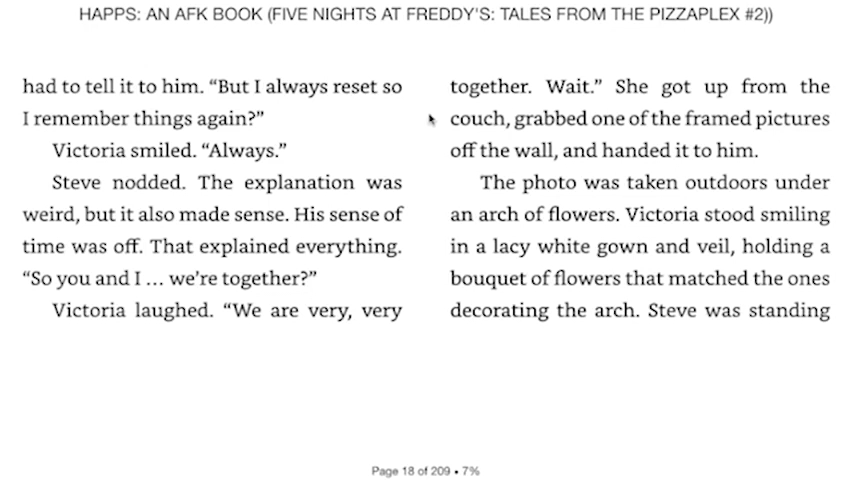 HAPPS: AN AFK BOOK (FIVE NIGHTS AT FREDDY'S: TALES FROM THE PIZZAPLEX #2))
had to tell it to him. “But I always reset so
I remember things again?”
Victoria smiled. “Always.”
Steve nodded. The explanation was
weird, but it also made sense. His sense of
time was off. That explained everything.
“So you and I … we’re together?”
Victoria laughed. “We are very, very
together. Wait.” She got up from the
couch, grabbed one of the framed pictures
off the wall, and handed it to him.
The photo was taken outdoors under
an arch of flowers. Victoria stood smiling
in a lacy white gown and veil, holding a
bouquet of flowers that matched the ones
decorating the arch. Steve was standing
Page 18 of 209 • 7%